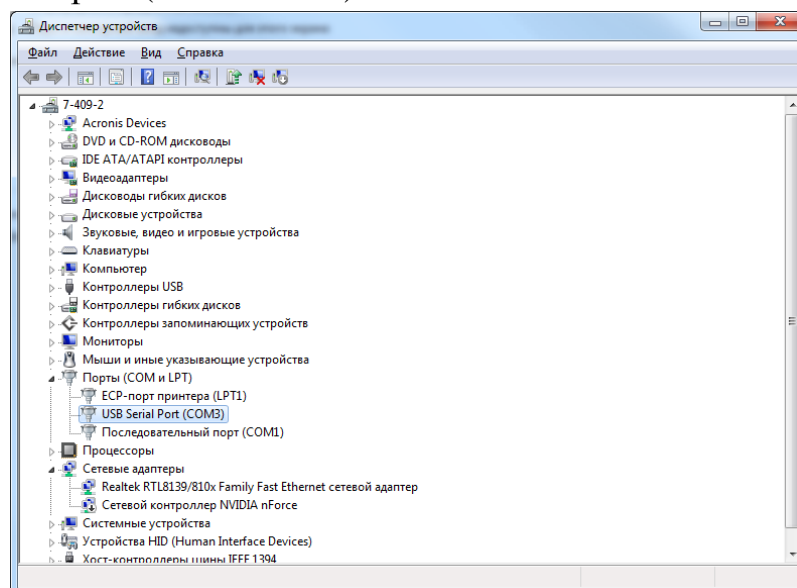 Диспетчер устройств
Файл Действие Вид Справка
7-409-2
Acronis Devices
DVD и CD-ROM дисководы
IDE ATA/ATAPI контроллеры
Видеоадаптеры
Дисководы гибких дисков
Дисковые устройства
Звуковые, видео и игровые устройства
Клавиатуры
Компьютер
Контроллеры USB
Контроллеры гибких дисков
Контроллеры запоминающих устройств
Мониторы
Мыши и иные указывающие устройства
Порты (COM и LPT)
ECP-порт принтера (LPT1)
USB Serial Port (COM3)
Последовательный порт (COM1)
Процессоры
Сетевые адаптеры
Realtek RTL8139/810x Family Fast Ethernet сетевой адаптер
Сетевой контроллер NVIDIA nForce
Системные устройства
Устройства HID (Human Interface Devices)
Хост-контроллеры шины IEEE 1394